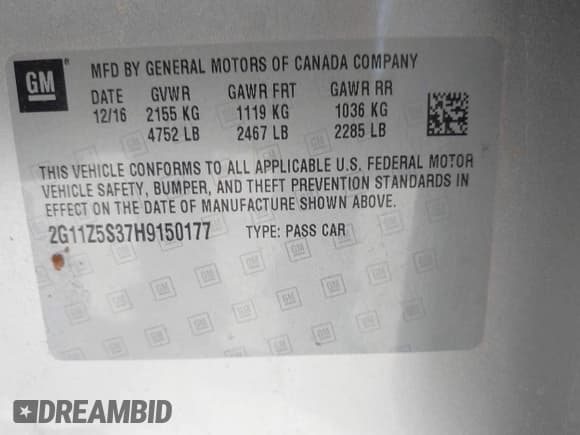 GM®
MFD BY GENERAL MOTORS OF CANADA COMPANY
DATE GVWR GAWR FRT GAWR RR
12/16 2155 KG 1119 KG 1036 KG
4752 LB 2467 LB 2285 LB
THIS VEHICLE CONFORMS TO ALL APPLICABLE U.S. FEDERAL MOTOR
VEHICLE SAFETY, BUMPER, AND THEFT PREVENTION STANDARDS IN
EFFECT ON THE DATE OF MANUFACTURE SHOWN ABOVE.
2G11Z5S37H9150177 TYPE: PASS CAR
DREAMBID